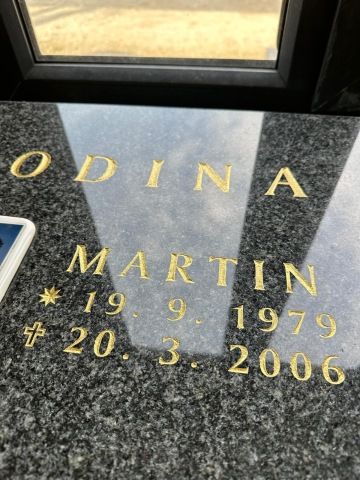 ODINA
MARTIN
* 19. 9. 1979
✝ 20. 3. 2006